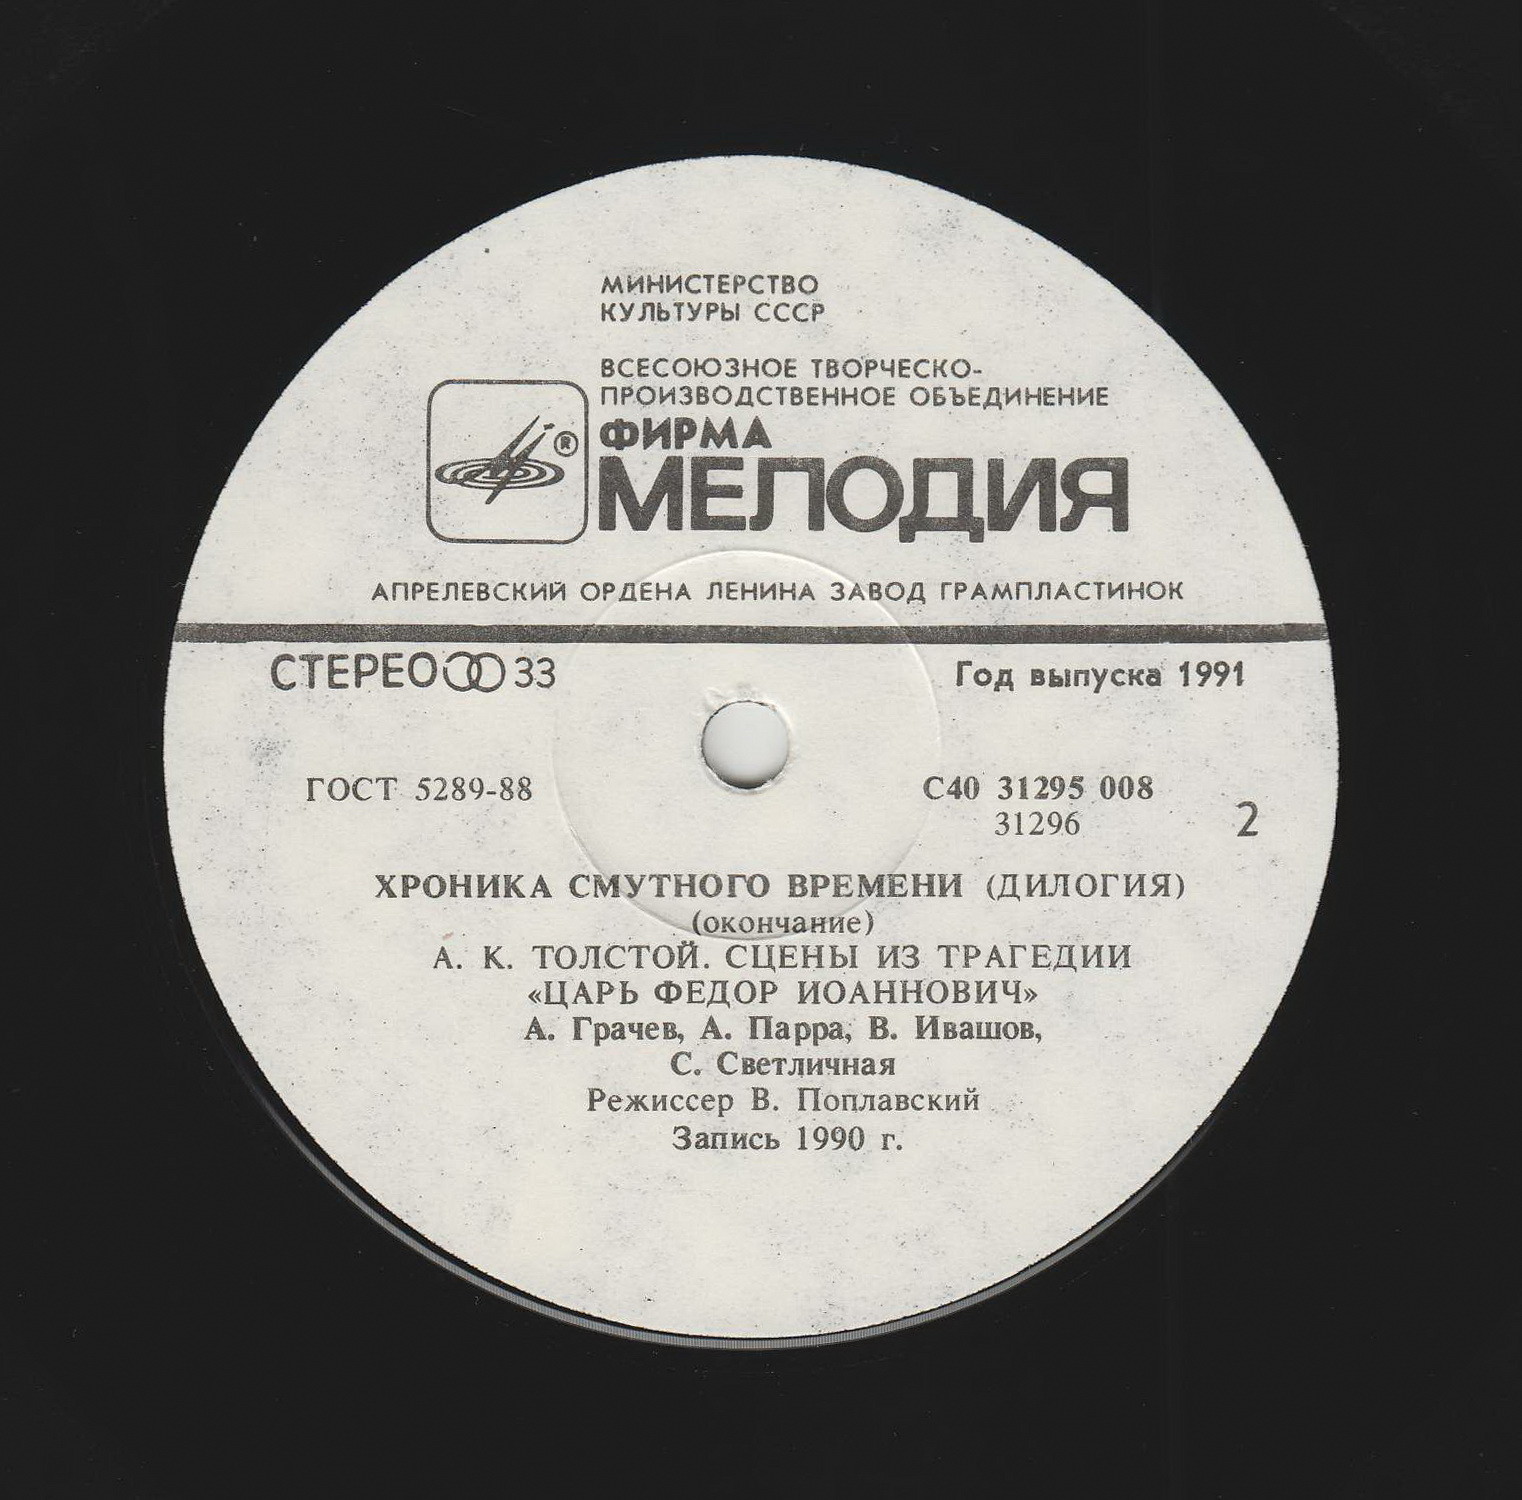 МИНИСТЕРСТВО
КУЛЬТУРЫ СССР
ВСЕСОЮЗНОЕ ТВОРЧЕСКО-
ПРОИЗВОДСТВЕННОЕ ОБЪЕДИНЕНИЕ
ФИРМА
®
МЕЛОДИЯ
АПРЕЛЕВСКИЙ ОРДЕНА ЛЕНИНА ЗАВОД ГРАМПЛАСТИНОК
СТЕРЕО 33
Год выпуска 1991
ГОСТ 5289-88
С40 31295 008
31296
2
ХРОНИКА СМУТНОГО ВРЕМЕНИ (ДИЛОГИЯ)
(окончание)
А. К. ТОЛСТОЙ. СЦЕНЫ ИЗ ТРАГЕДИИ
«ЦАРЬ ФЕДОР ИОАННОВИЧ»
А. Грачев, А. Парра, В. Ивашов,
С. Светличная
Режиссер В. Поплавский
Запись 1990 г.